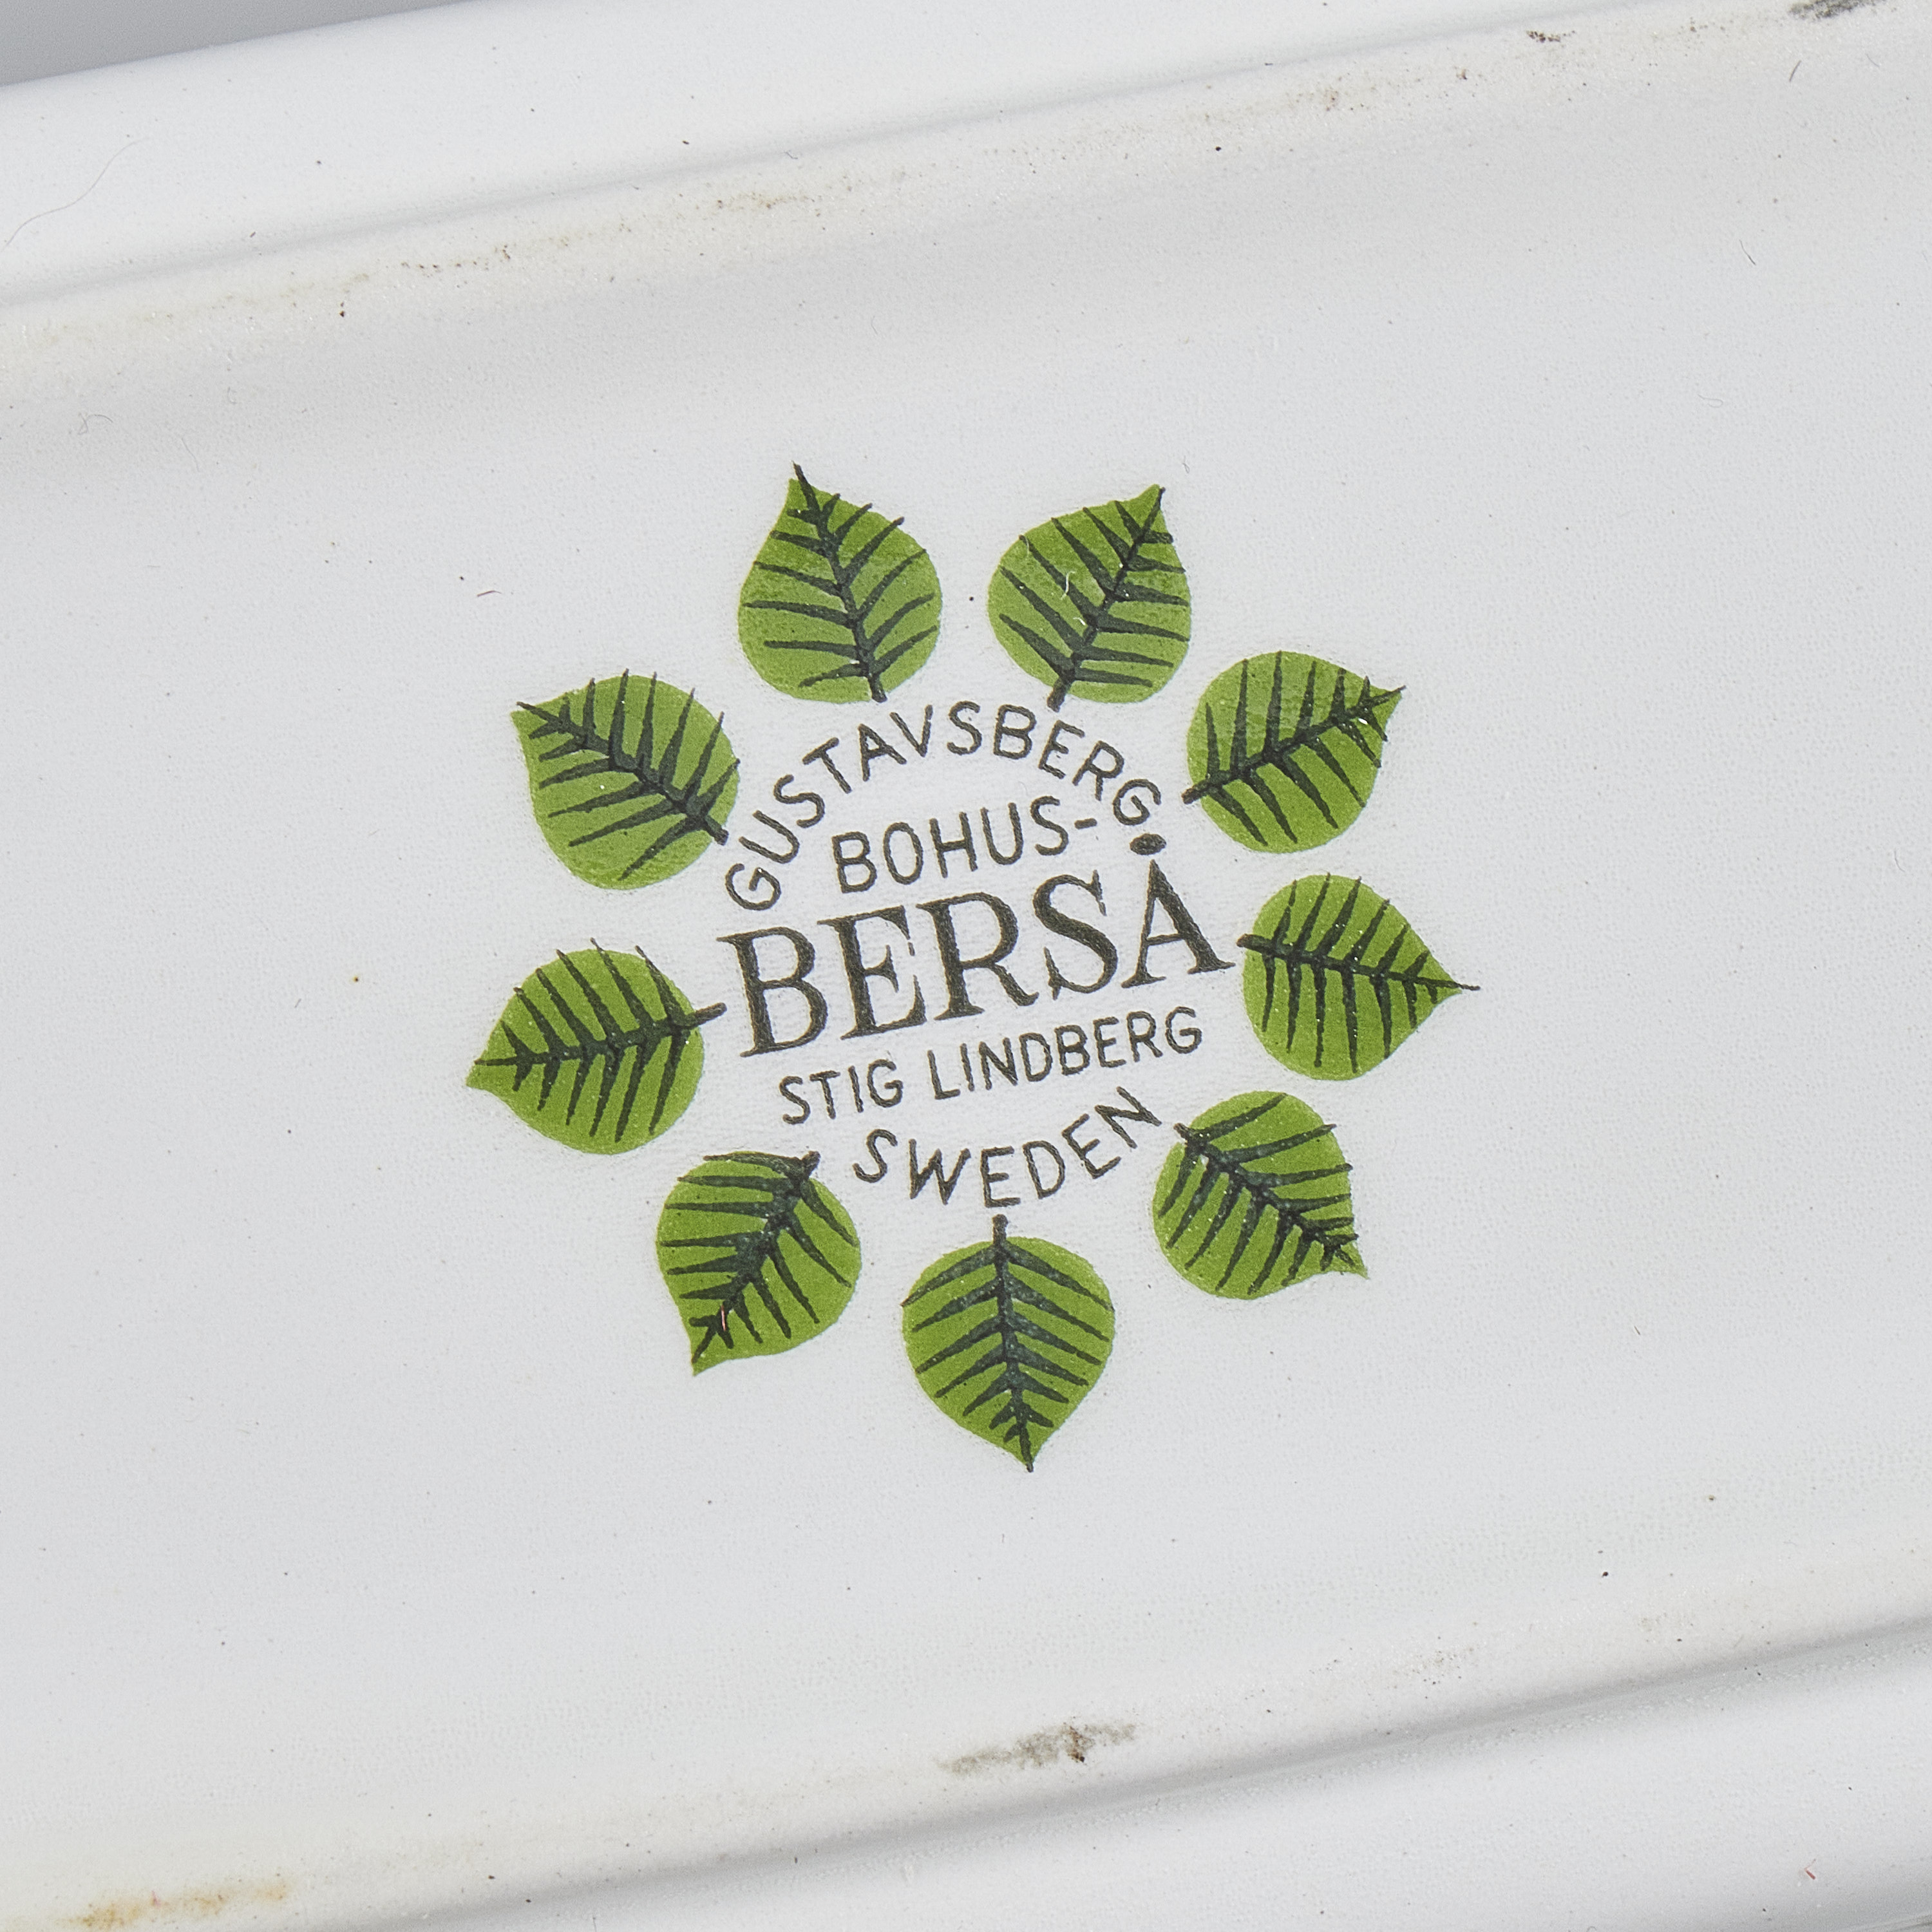 GUSTAVSBERG
BOHUS-
BERSÅ
STIG LINDBERG
SWEDEN